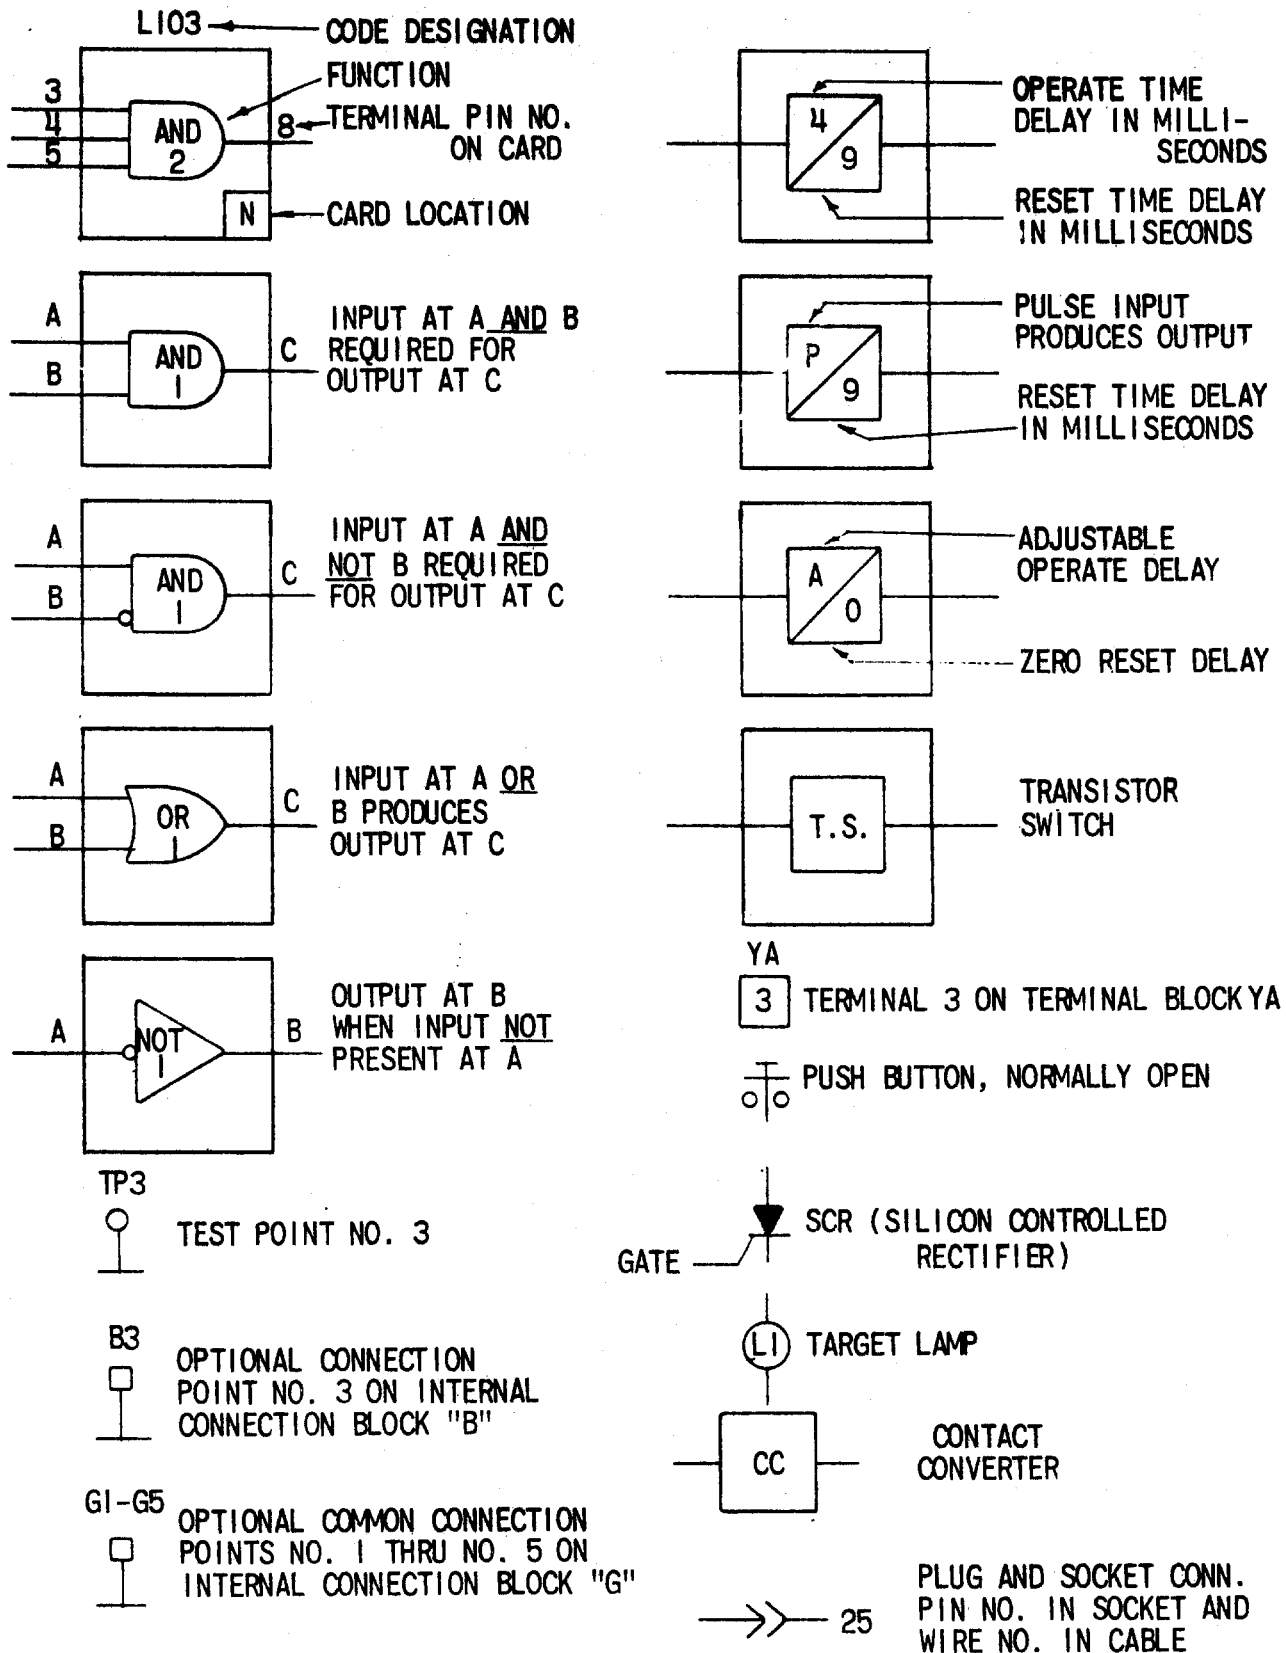 L103
CODE DESIGNATION
FUNCTION
3
4
5
AND
2
8
TERMINAL PIN NO.
ON CARD
N
CARD LOCATION
A
B
AND
1
C
INPUT AT A AND B
REQUIRED FOR
OUTPUT AT C
A
B
AND
1
C
INPUT AT A AND
NOT B REQUIRED
FOR OUTPUT AT C
A
B
OR
1
C
INPUT AT A OR
B PRODUCES
OUTPUT AT C
A
NOT
1
B
OUTPUT AT B
WHEN INPUT NOT
PRESENT AT A
TP3
TEST POINT NO. 3
B3
OPTIONAL CONNECTION
POINT NO. 3 ON INTERNAL
CONNECTION BLOCK "B"
G1-G5
OPTIONAL COMMON CONNECTION
POINTS NO. 1 THRU NO. 5 ON
INTERNAL CONNECTION BLOCK "G"
4
9
OPERATE TIME
DELAY IN MILLI-
SECONDS
RESET TIME DELAY
IN MILLISECONDS
P
9
PULSE INPUT
PRODUCES OUTPUT
RESET TIME DELAY
IN MILLISECONDS
A
0
ADJUSTABLE
OPERATE DELAY
ZERO RESET DELAY
T.S.
TRANSISTOR
SWITCH
YA
3
TERMINAL 3 ON TERMINAL BLOCK YA
PUSH BUTTON, NORMALLY OPEN
GATE
SCR (SILICON CONTROLLED
RECTIFIER)
L1
TARGET LAMP
CC
CONTACT
CONVERTER
25
PLUG AND SOCKET CONN.
PIN NO. IN SOCKET AND
WIRE NO. IN CABLE